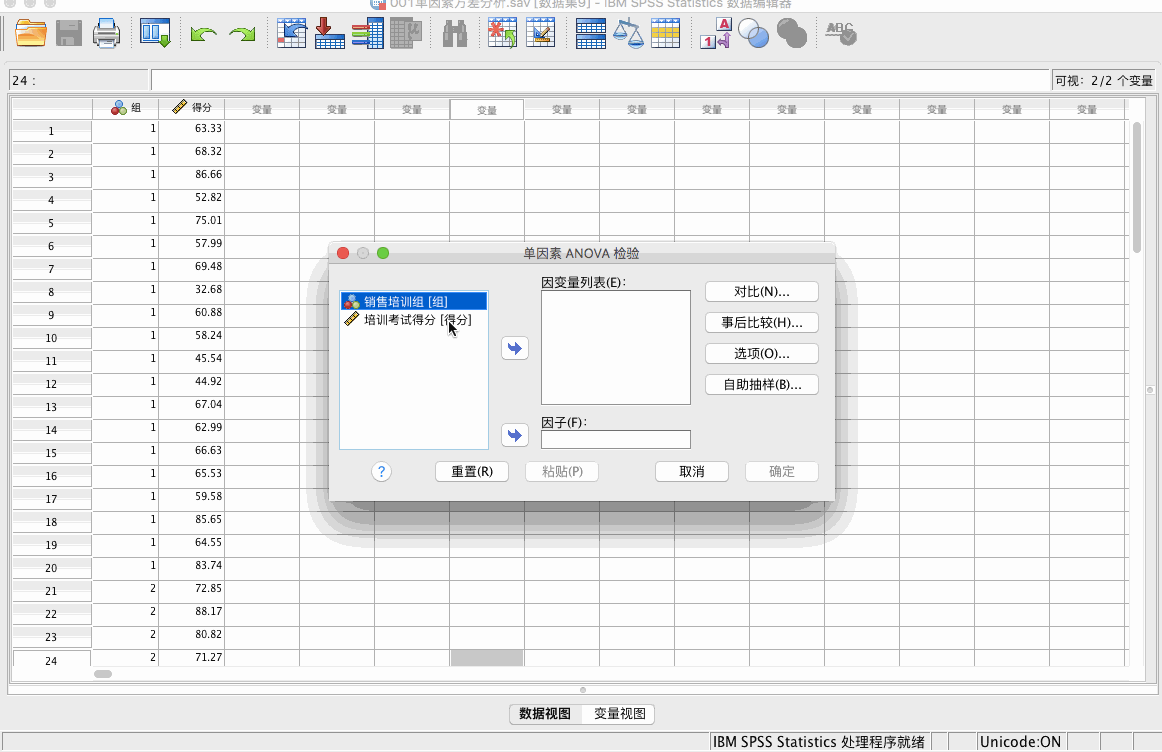 001单因素方差分析.sav [数据集9] - IBM SPSS Statistics 数据编辑器
24 :
可视: 2/2 个变量
组 得分 变量 变量 变量 变量 变量 变量 变量 变量 变量 变量 变量 变量
1 1 63.33
2 1 68.32
3 1 86.66
4 1 52.82
5 1 75.01
6 1 57.99
7 1 69.48
8 1 32.68
9 1 60.88
10 1 58.24
11 1 45.54
12 1 44.92
13 1 67.04
14 1 62.99
15 1 66.63
16 1 65.53
17 1 59.58
18 1 85.65
19 1 64.55
20 1 83.74
21 2 72.85
22 2 88.17
23 2 80.82
24 2 71.27
单因素 ANOVA 检验
销售培训组 [组]
培训考试得分 [得分]
因变量列表(E):
因子(F):
对比(N)...
事后比较(H)...
选项(O)...
自助抽样(B)...
?
重置(R)
粘贴(P)
取消
确定
数据视图 变量视图
IBM SPSS Statistics 处理程序就绪
Unicode:ON